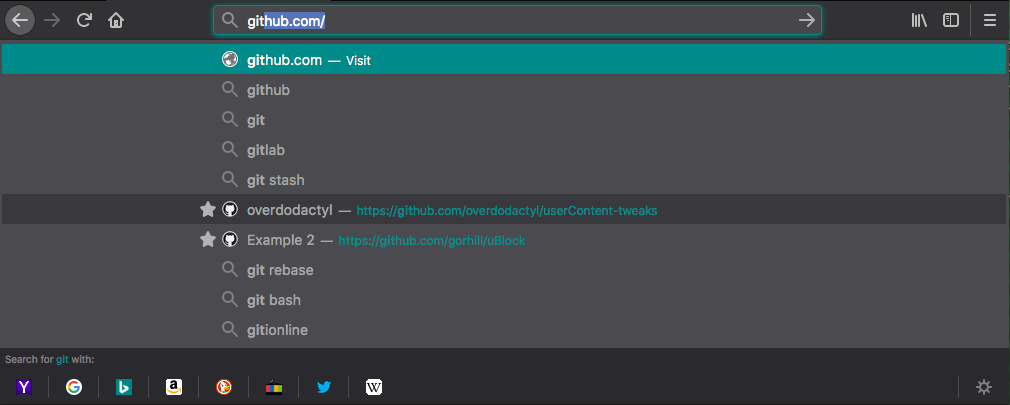 github.com/
github.com — Visit
github
git
gitlab
git stash
overdodactyl — https://github.com/overdodactyl/userContent-tweaks
Example 2 — https://github.com/gorhill/uBlock
git rebase
git bash
gitionline
Search for git with:
Y G b a W